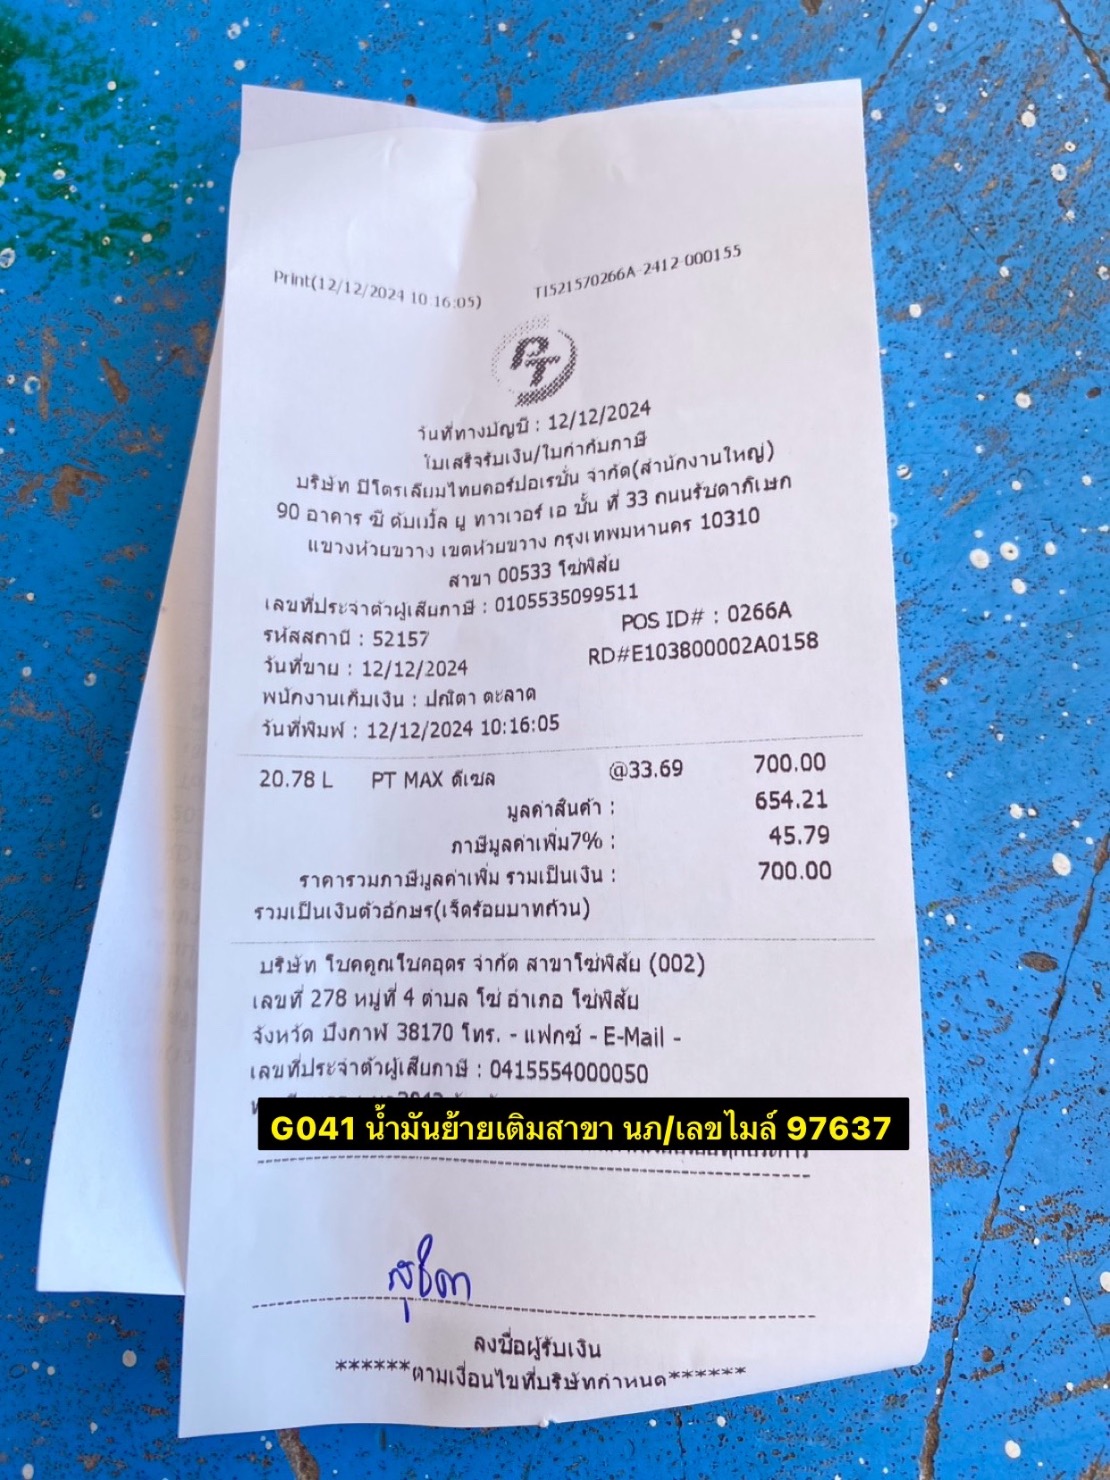 Print(12/12/2024 10:16:05) TI521570266A-2412-000155
PT
วันที่ทางบัญชี : 12/12/2024
ใบเสร็จรับเงิน/ใบกำกับภาษี
บริษัท ปิโตรเลียมไทยคอร์ปอเรชั่น จำกัด(สำนักงานใหญ่)
90 อาคาร ซี ดับเบิ้ล ยู ทาวเวอร์ เอ ชั้น ที่ 33 ถนนรัชดาภิเษก
แขวงห้วยขวาง เขตห้วยขวาง กรุงเทพมหานคร 10310
สาขา 00533 โซ่พิสัย
เลขที่ประจำตัวผู้เสียภาษี : 0105535099511
รหัสสถานี : 52157 POS ID# : 0266A
วันที่ขาย : 12/12/2024 RD#E103800002A0158
พนักงานเก็บเงิน : ปณิตา ตะลาด
วันที่พิมพ์ : 12/12/2024 10:16:05
20.78 L PT MAX ดีเซล @33.69 700.00
มูลค่าสินค้า : 654.21
ภาษีมูลค่าเพิ่ม7% : 45.79
ราคารวมภาษีมูลค่าเพิ่ม รวมเป็นเงิน : 700.00
รวมเป็นเงินตัวอักษร(เจ็ดร้อยบาทถ้วน)
บริษัท โชคคูณโชคอุดร จำกัด สาขาโซ่พิสัย (002)
เลขที่ 278 หมู่ที่ 4 ตำบล โซ่ อำเภอ โซ่พิสัย
จังหวัด บึงกาฬ 38170 โทร. - แฟกซ์ - E-Mail -
เลขที่ประจำตัวผู้เสียภาษี : 0415554000050
G041 น้ำมันย้ายเติมสาขา นภ/เลขไมล์ 97637
สุธิดา
ลงชื่อผู้รับเงิน
******ตามเงื่อนไขที่บริษัทกำหนด******